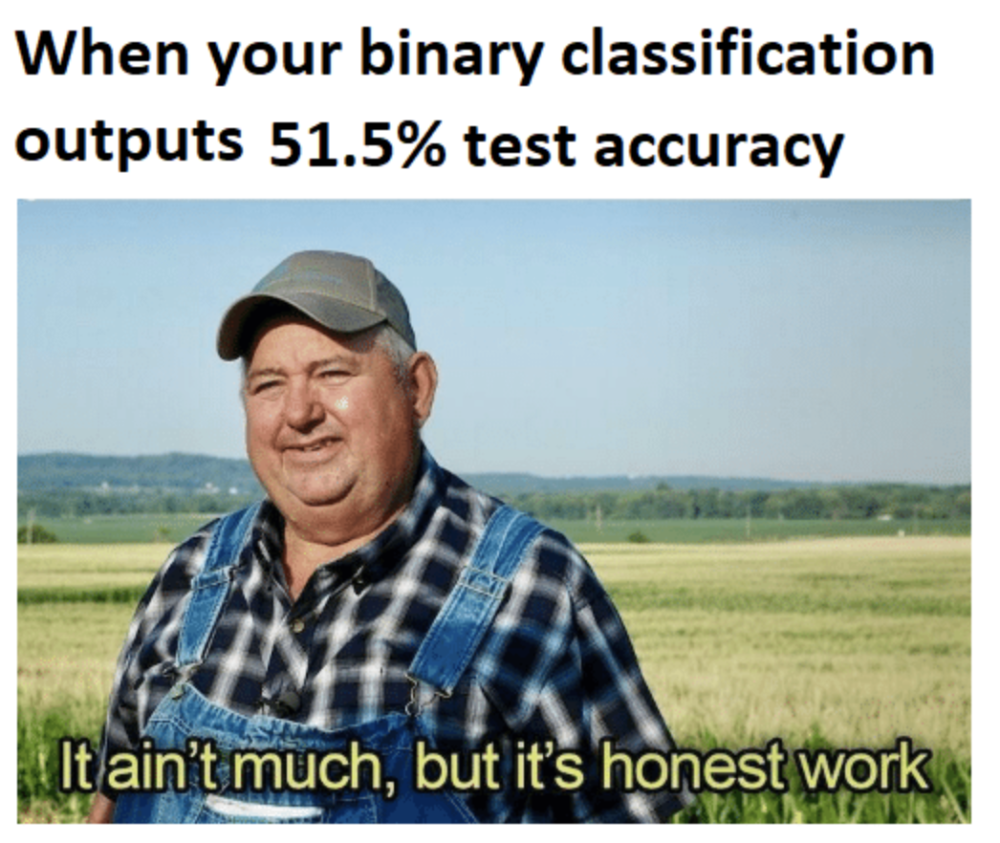 When your binary classification
outputs 51.5% test accuracy
It ain't much, but it's honest work